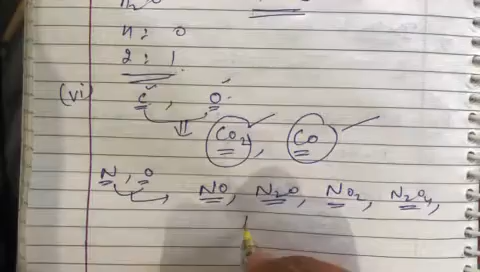 H : O
2 : 1
(vi) C, O
CO₂, CO
N, O NO, N₂O, NO₂, N₂O₄,